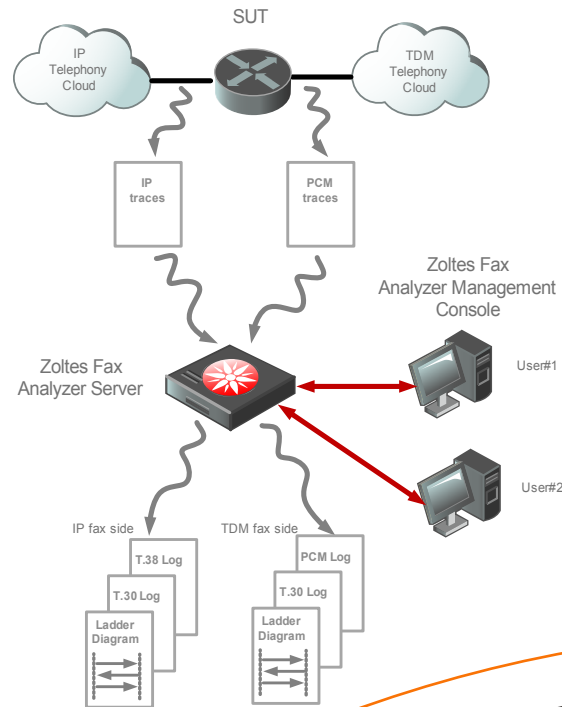 SUT
IP
Telephony
Cloud
TDM
Telephony
Cloud
IP
traces
PCM
traces
Zoltes Fax
Analyzer Management
Console
User#1
Zoltes Fax
Analyzer Server
User#2
IP fax side
TDM fax side
T.38 Log
T.30 Log
Ladder
Diagram
PCM Log
T.30 Log
Ladder
Diagram